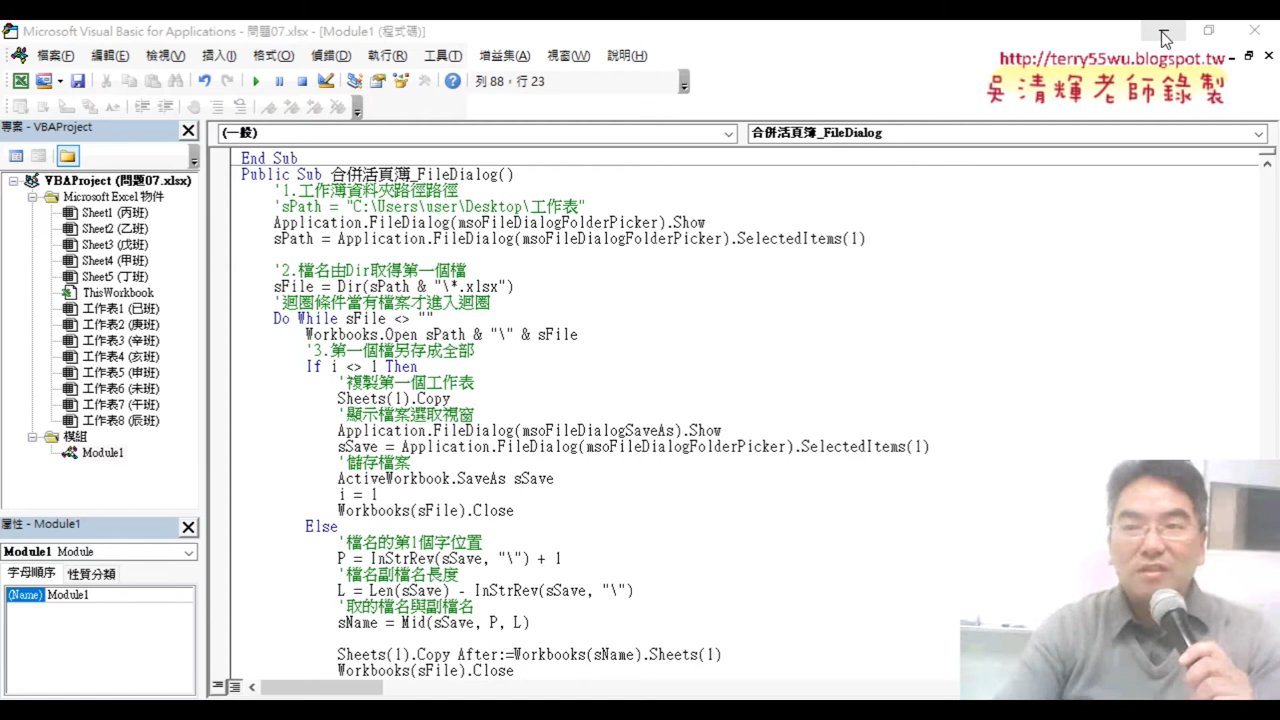 Microsoft Visual Basic for Applications - 問題07.xlsx - [Module1 (程式碼)]
檔案(F) 編輯(E) 檢視(V) 插入(I) 格式(O) 偵錯(D) 執行(R) 工具(T) 增益集(A) 視窗(W) 說明(H)
http://terry55wu.blogspot.tw
吳清輝老師錄製
列 88，行 23
專案 - VBAProject
(一般)
合併活頁簿_FileDialog
VBAProject (問題07.xlsx)
Microsoft Excel 物件
Sheet1 (丙班)
Sheet2 (乙班)
Sheet3 (戊班)
Sheet4 (甲班)
Sheet5 (丁班)
ThisWorkbook
工作表1 (已班)
工作表2 (庚班)
工作表3 (辛班)
工作表4 (亥班)
工作表5 (申班)
工作表6 (未班)
工作表7 (午班)
工作表8 (辰班)
模組
Module1
屬性 - Module1
Module1 Module
字母順序 性質分類
(Name) Module1
End Sub
Public Sub 合併活頁簿_FileDialog()
'1.工作簿資料夾路徑路徑
'sPath = "C:\Users\user\Desktop\工作表"
Application.FileDialog(msoFileDialogFolderPicker).Show
sPath = Application.FileDialog(msoFileDialogFolderPicker).SelectedItems(1)
'2.檔名由Dir取得第一個檔
sFile = Dir(sPath & "\*.xlsx")
'迴圈條件當有檔案才進入迴圈
Do While sFile <> ""
Workbooks.Open sPath & "\" & sFile
'3.第一個檔另存成全部
If i <> 1 Then
'複製第一個工作表
Sheets(1).Copy
'顯示檔案選取視窗
Application.FileDialog(msoFileDialogSaveAs).Show
sSave = Application.FileDialog(msoFileDialogFolderPicker).SelectedItems(1)
'儲存檔案
ActiveWorkbook.SaveAs sSave
i = 1
Workbooks(sFile).Close
Else
'檔名的第1個字位置
P = InStrRev(sSave, "\") + 1
'檔名副檔名長度
L = Len(sSave) - InStrRev(sSave, "\")
'取的檔名與副檔名
sName = Mid(sSave, P, L)
Sheets(1).Copy After:=Workbooks(sName).Sheets(1)
Workbooks(sFile).Close